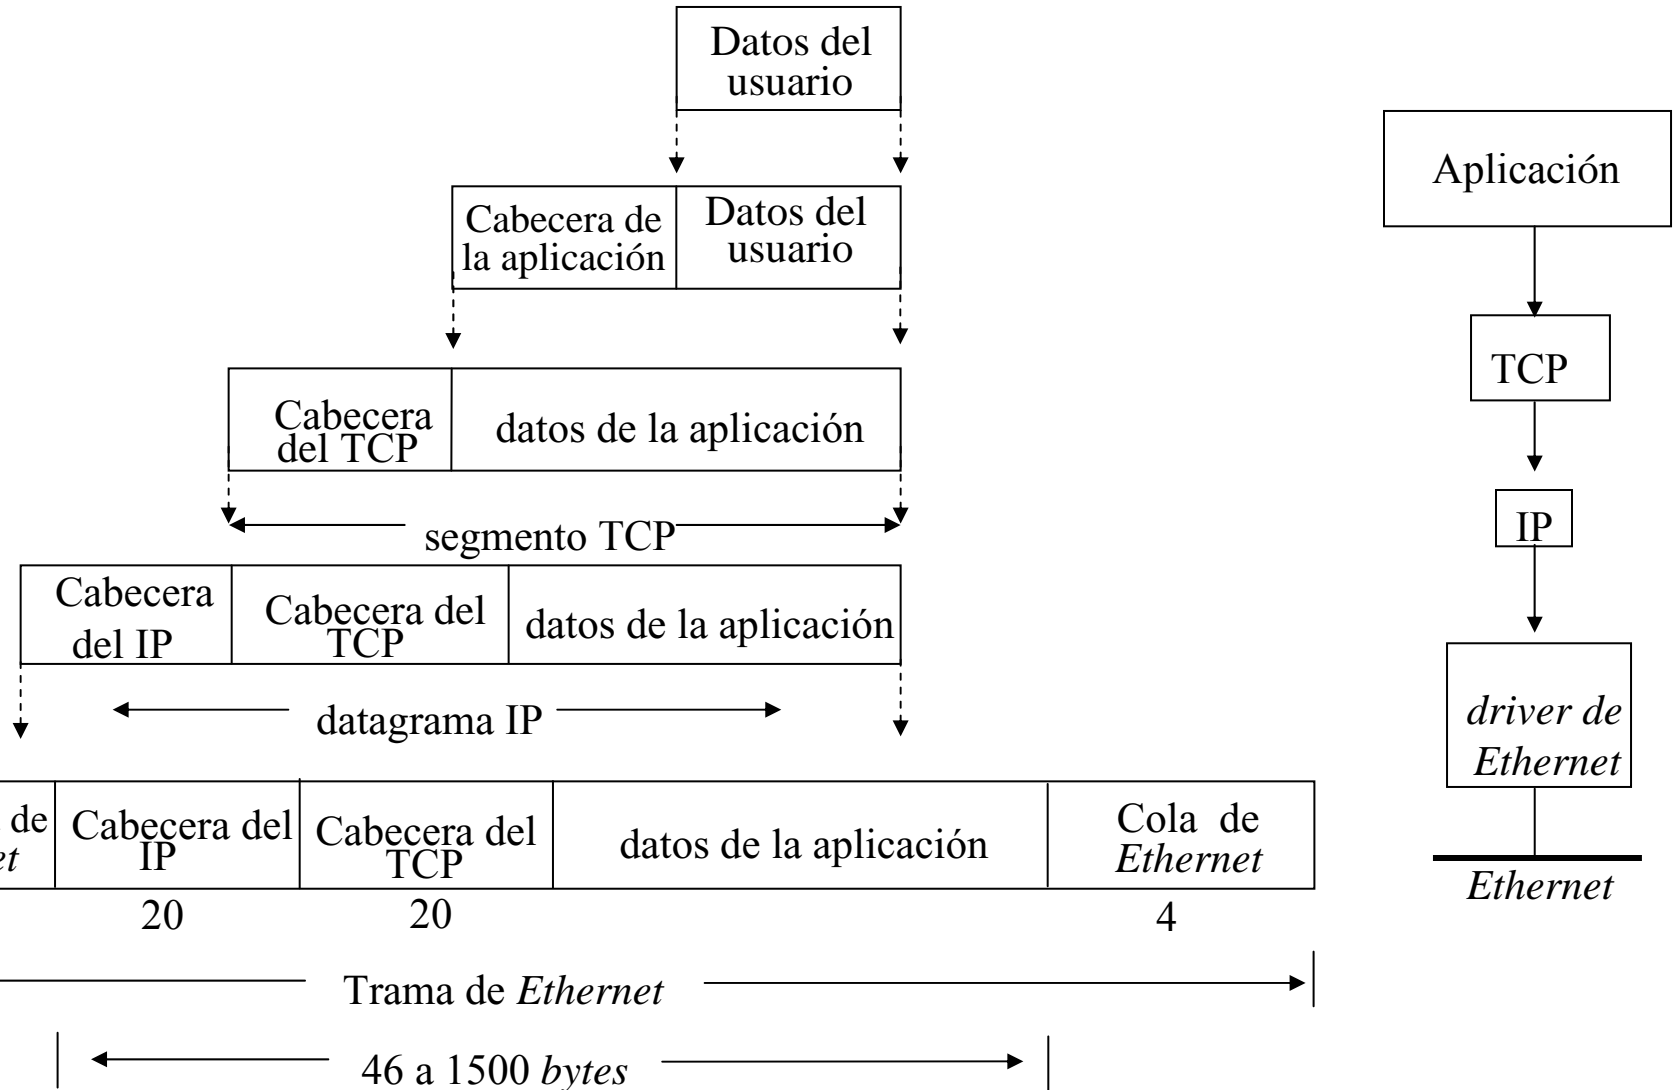 Datos del
usuario
Cabecera de
la aplicación
Datos del
usuario
Cabecera
del TCP
datos de la aplicación
segmento TCP
Cabecera
del IP
Cabecera del
TCP
datos de la aplicación
datagrama IP
de
et
Cabecera del
IP
Cabecera del
TCP
datos de la aplicación
Cola de
Ethernet
20
20
4
Trama de Ethernet
46 a 1500 bytes
Aplicación
TCP
IP
driver de
Ethernet
Ethernet